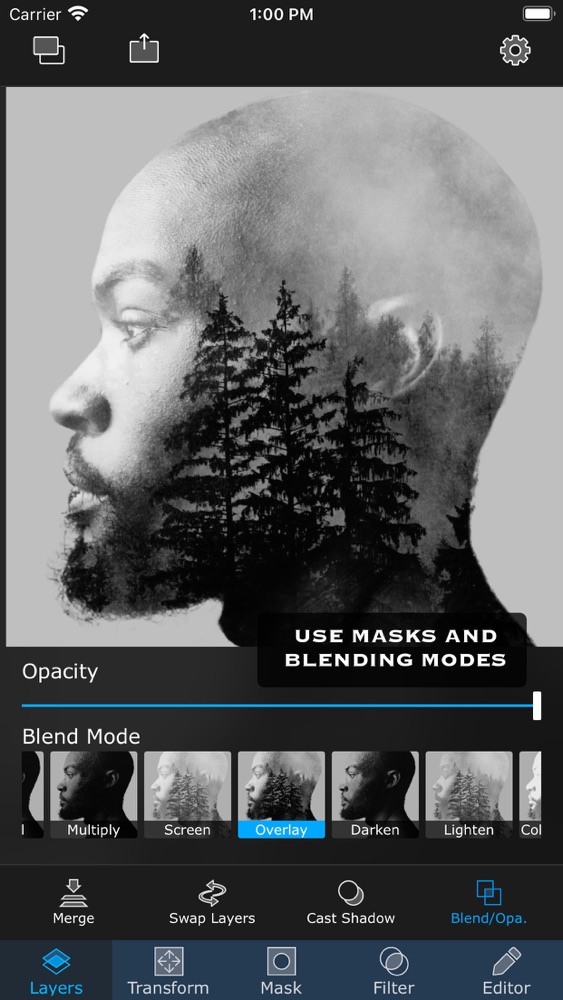 Carrier 1:00 PM
USE MASKS AND
BLENDING MODES
Opacity
Blend Mode
Multiply Screen Overlay Darken Lighten Col
Merge Swap Layers Cast Shadow Blend/Opa.
Layers Transform Mask Filter Editor